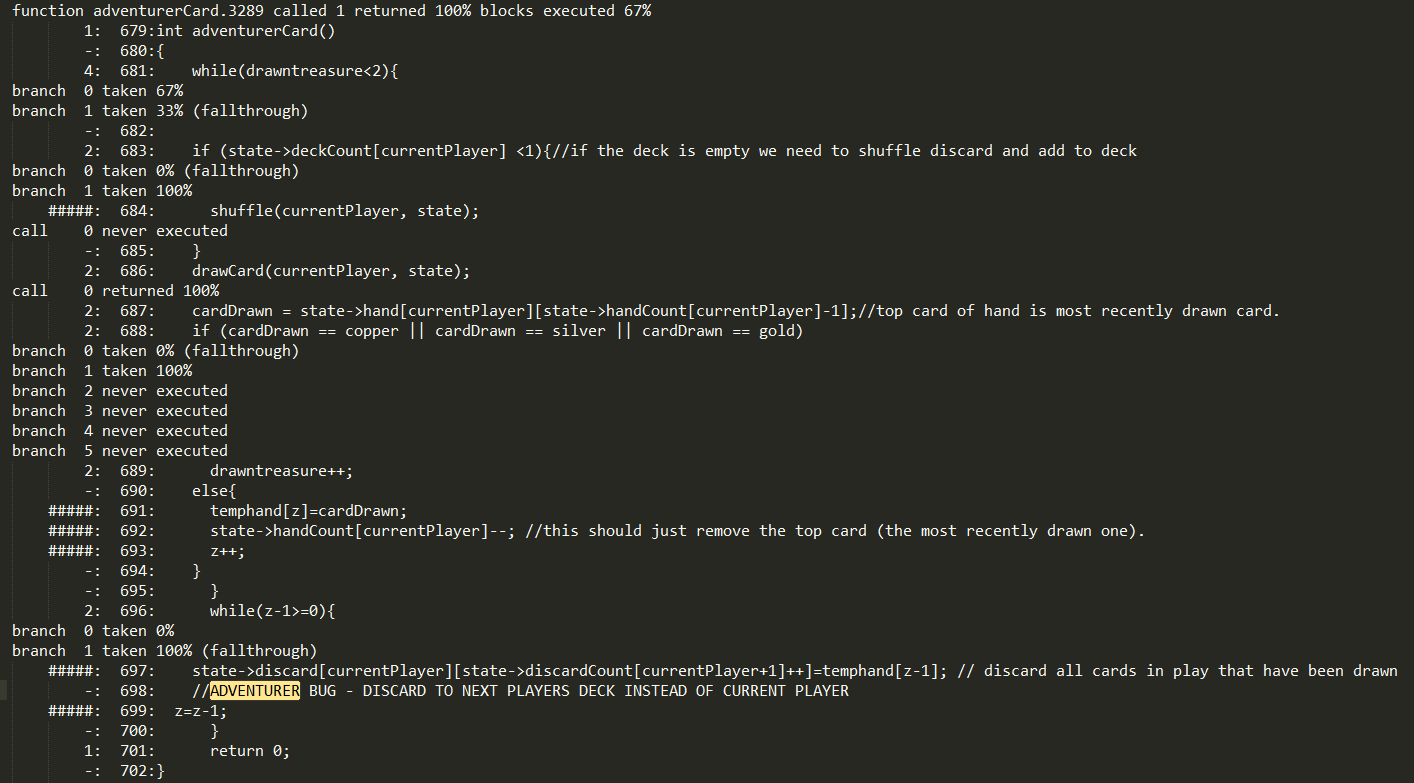 function adventurerCard.3289 called 1 returned 100% blocks executed 67%
        1:  679:int adventurerCard()
        -:  680:{
        4:  681:    while(drawntreasure<2){
branch  0 taken 67%
branch  1 taken 33% (fallthrough)
        -:  682:
        2:  683:    if (state->deckCount[currentPlayer] <1){//if the deck is empty we need to shuffle discard and add to deck
branch  0 taken 0% (fallthrough)
branch  1 taken 100%
    #####:  684:      shuffle(currentPlayer, state);
call    0 never executed
        -:  685:    }
        2:  686:    drawCard(currentPlayer, state);
call    0 returned 100%
        2:  687:    cardDrawn = state->hand[currentPlayer][state->handCount[currentPlayer]-1];//top card of hand is most recently drawn card.
        2:  688:    if (cardDrawn == copper || cardDrawn == silver || cardDrawn == gold)
branch  0 taken 0% (fallthrough)
branch  1 taken 100%
branch  2 never executed
branch  3 never executed
branch  4 never executed
branch  5 never executed
        2:  689:      drawntreasure++;
        -:  690:    else{
    #####:  691:      temphand[z]=cardDrawn;
    #####:  692:      state->handCount[currentPlayer]--; //this should just remove the top card (the most recently drawn one).
    #####:  693:      z++;
        -:  694:    }
        -:  695:      }
        2:  696:      while(z-1>=0){
branch  0 taken 0%
branch  1 taken 100% (fallthrough)
    #####:  697:    state->discard[currentPlayer][state->discardCount[currentPlayer+1]++]=temphand[z-1]; // discard all cards in play that have been drawn
        -:  698:    //ADVENTURER BUG - DISCARD TO NEXT PLAYERS DECK INSTEAD OF CURRENT PLAYER
    #####:  699:  z=z-1;
        -:  700:      }
        1:  701:      return 0;
        -:  702:}